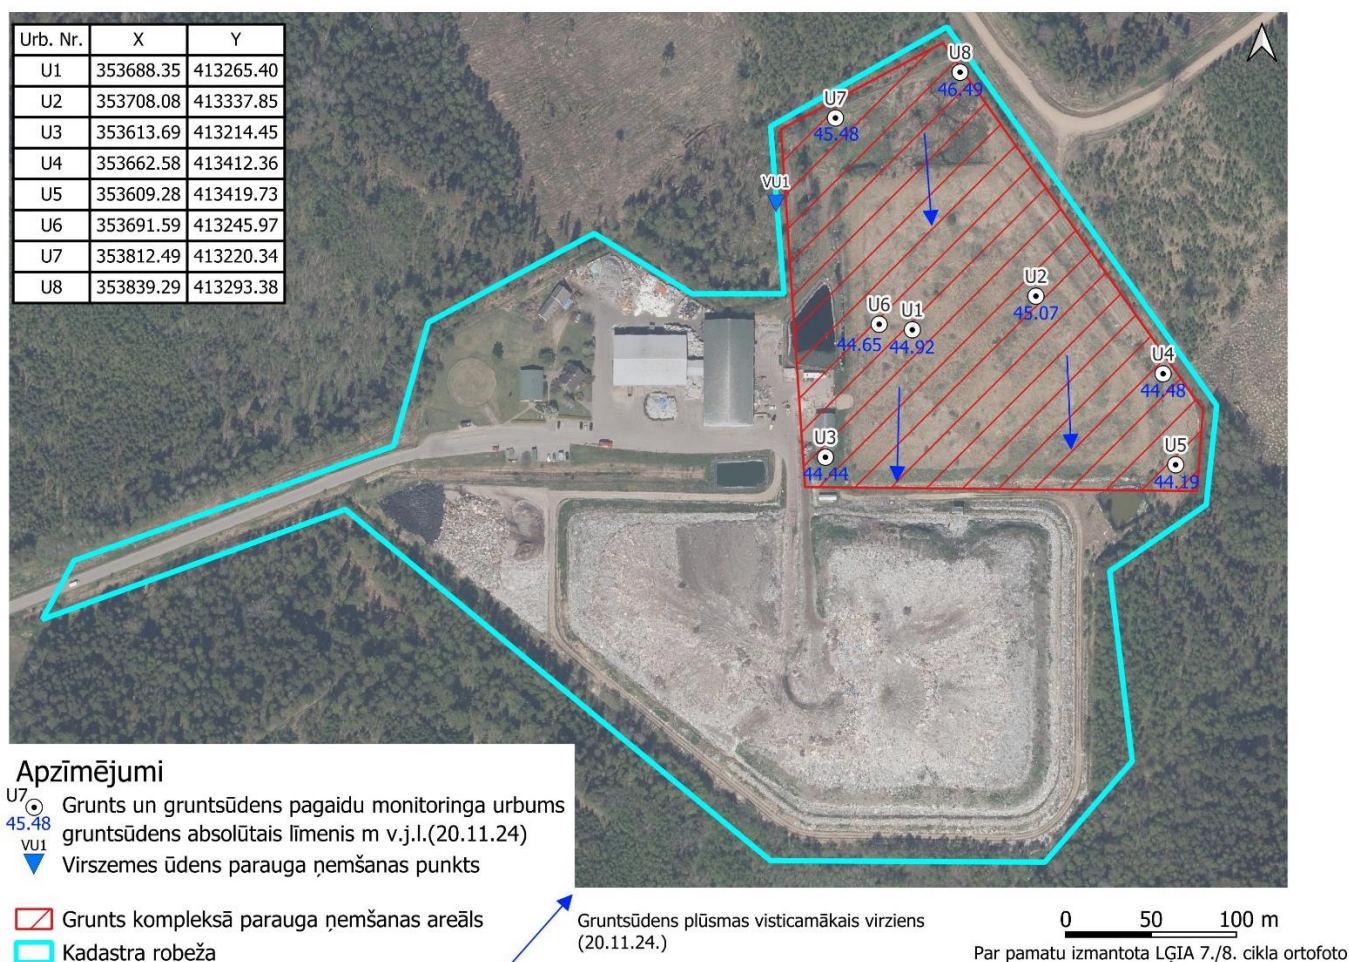 Urb. Nr. X Y
U1 353688.35 413265.40
U2 353708.08 413337.85
U3 353613.69 413214.45
U4 353662.58 413412.36
U5 353609.28 413419.73
U6 353691.59 413245.97
U7 353812.49 413220.34
U8 353839.29 413293.38
U8
46.49
U7
45.48
VU1
U2
45.07
U6
44.65
U1
44.92
U4
44.48
U3
44.44
U5
44.19
Apzīmējumi
U7
45.48
Grunts un gruntsūdens pagaidu monitoringa urbums
gruntsūdens absolūtais līmenis m v.j.l.(20.11.24)
VU1
Virszemes ūdens parauga ņemšanas punkts
Grunts kompleksā parauga ņemšanas areāls
Kadastra robeža
Gruntsūdens plūsmas visticamākais virziens
(20.11.24.)
0 50 100 m
Par pamatu izmantota LĢIA 7./8. cikla ortofoto